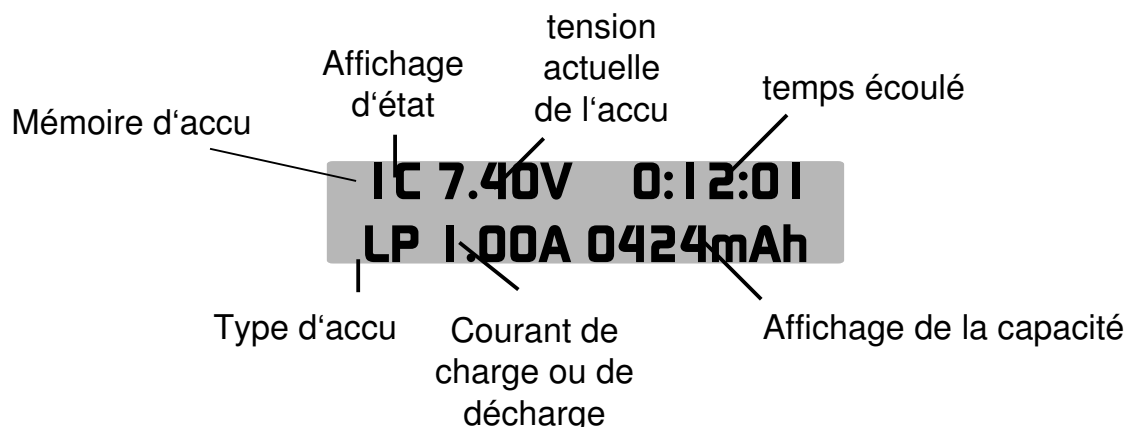 tension
actuelle
de l‘accu
Affichage
d‘état
temps écoulé
Mémoire d‘accu
1C 7.40V 0:12:01
LP 1.00A 0424mAh
Type d‘accu
Courant de
charge ou de
décharge
Affichage de la capacité